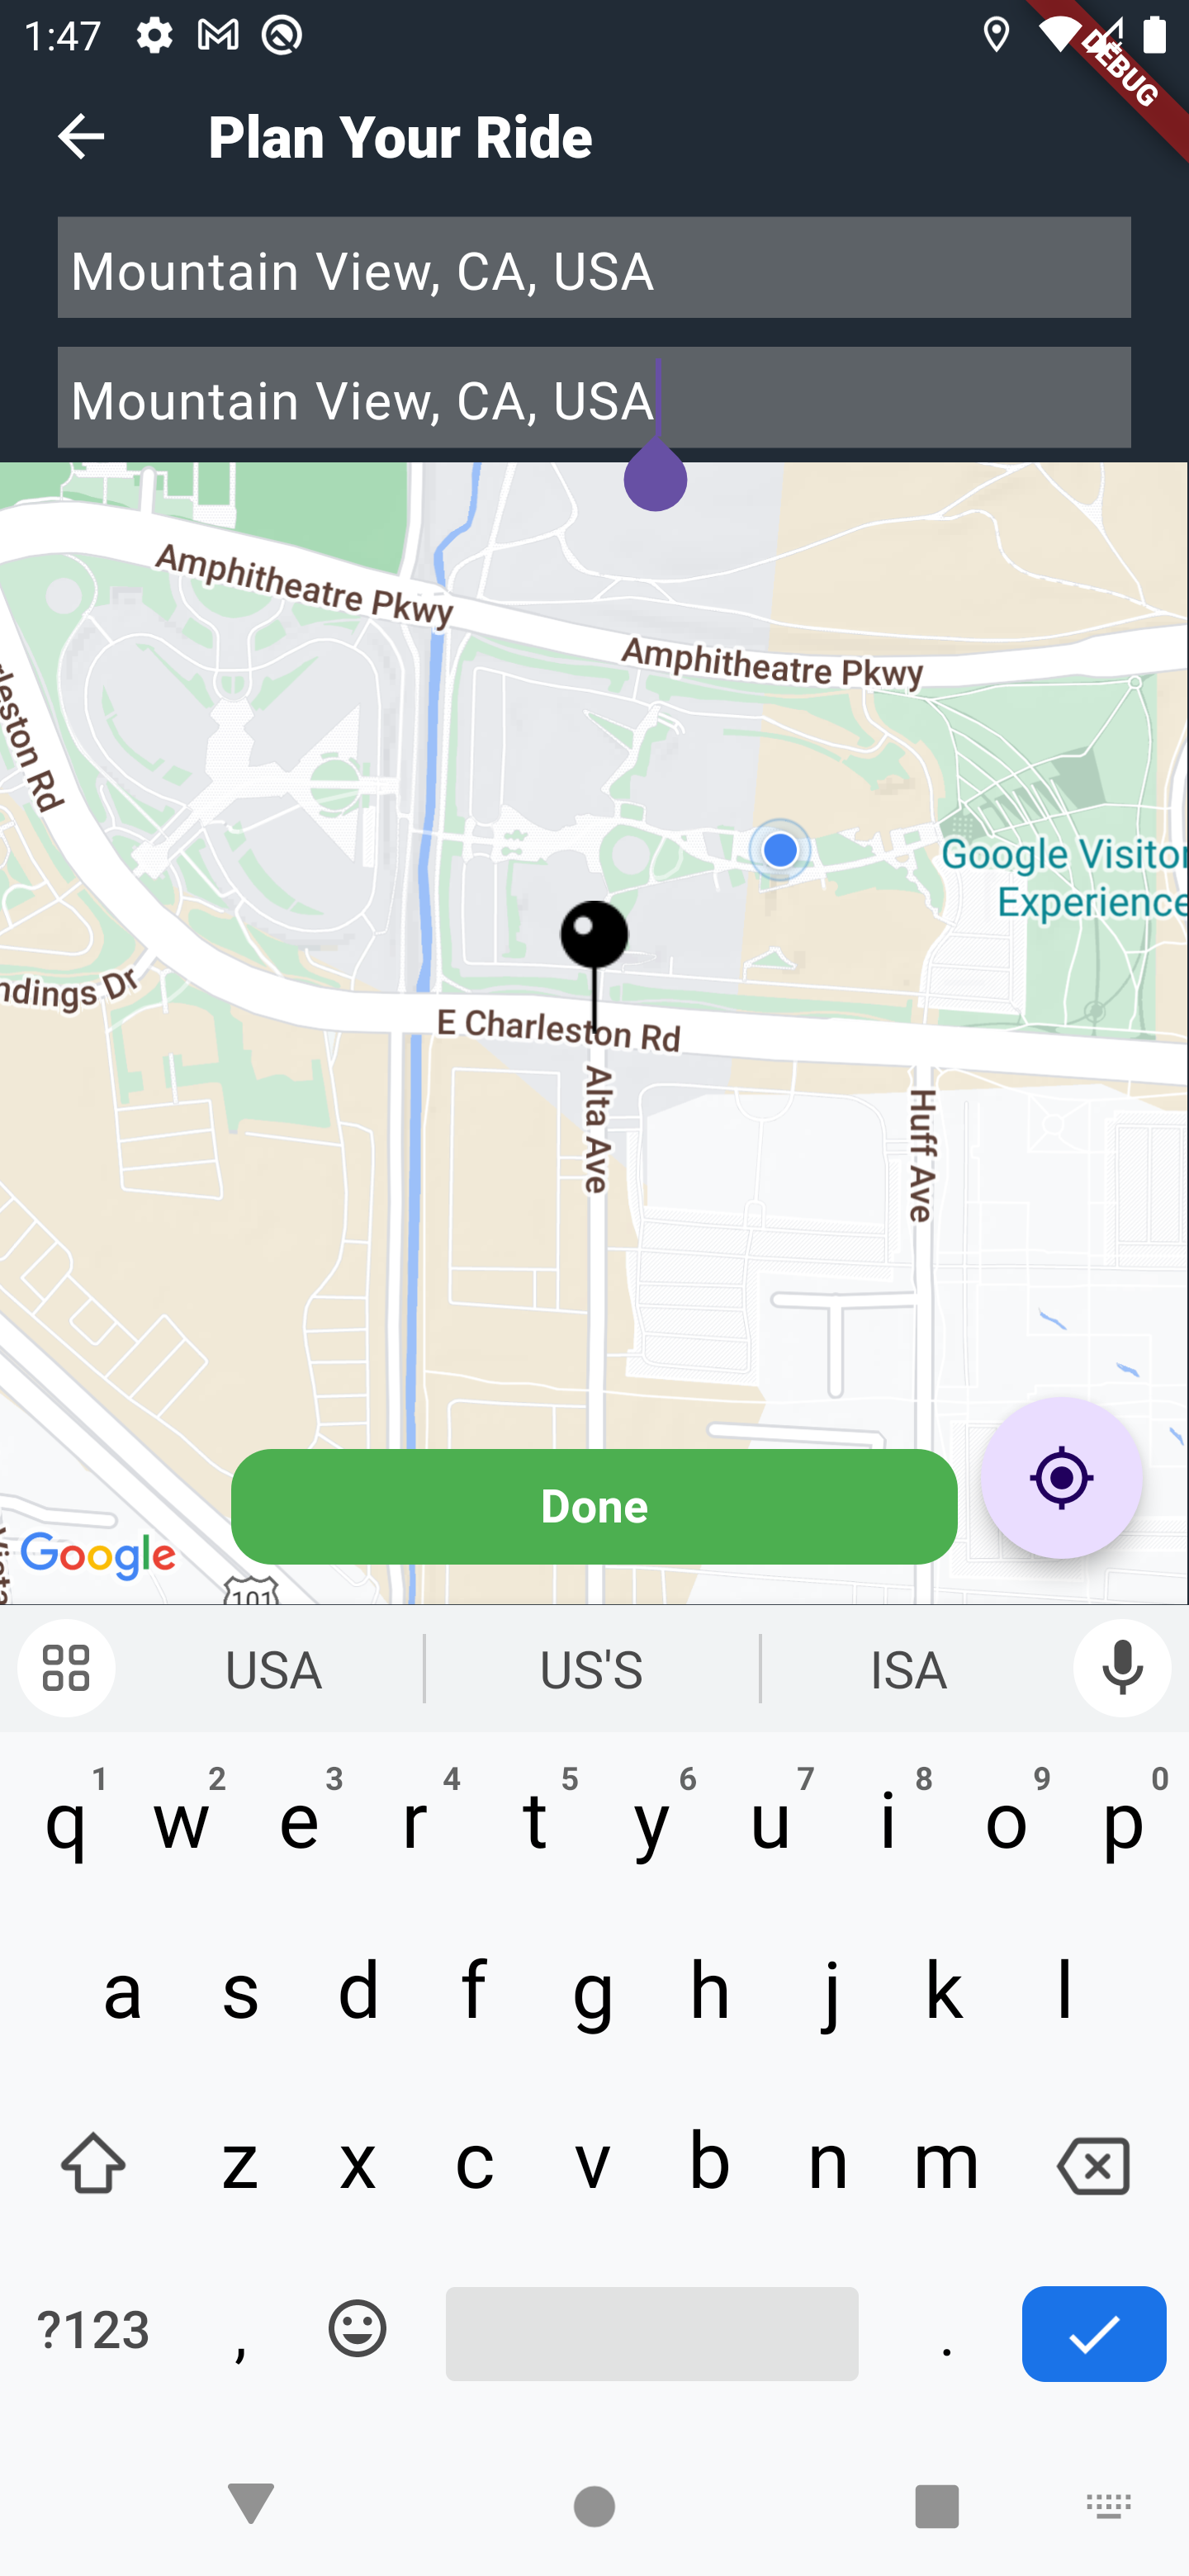 1:47
DEBUG
Plan Your Ride
Mountain View, CA, USA
Mountain View, CA, USA
Amphitheatre Pkwy
Amphitheatre Pkwy
rleston Rd
Google Visitor
Experience
ndings Dr
E Charleston Rd
Alta Ave
Huff Ave
Done
Google
101
USA US'S ISA
1 2 3 4 5 6 7 8 9 0
q w e r t y u i o p
a s d f g h j k l
z x c v b n m
?123 , .